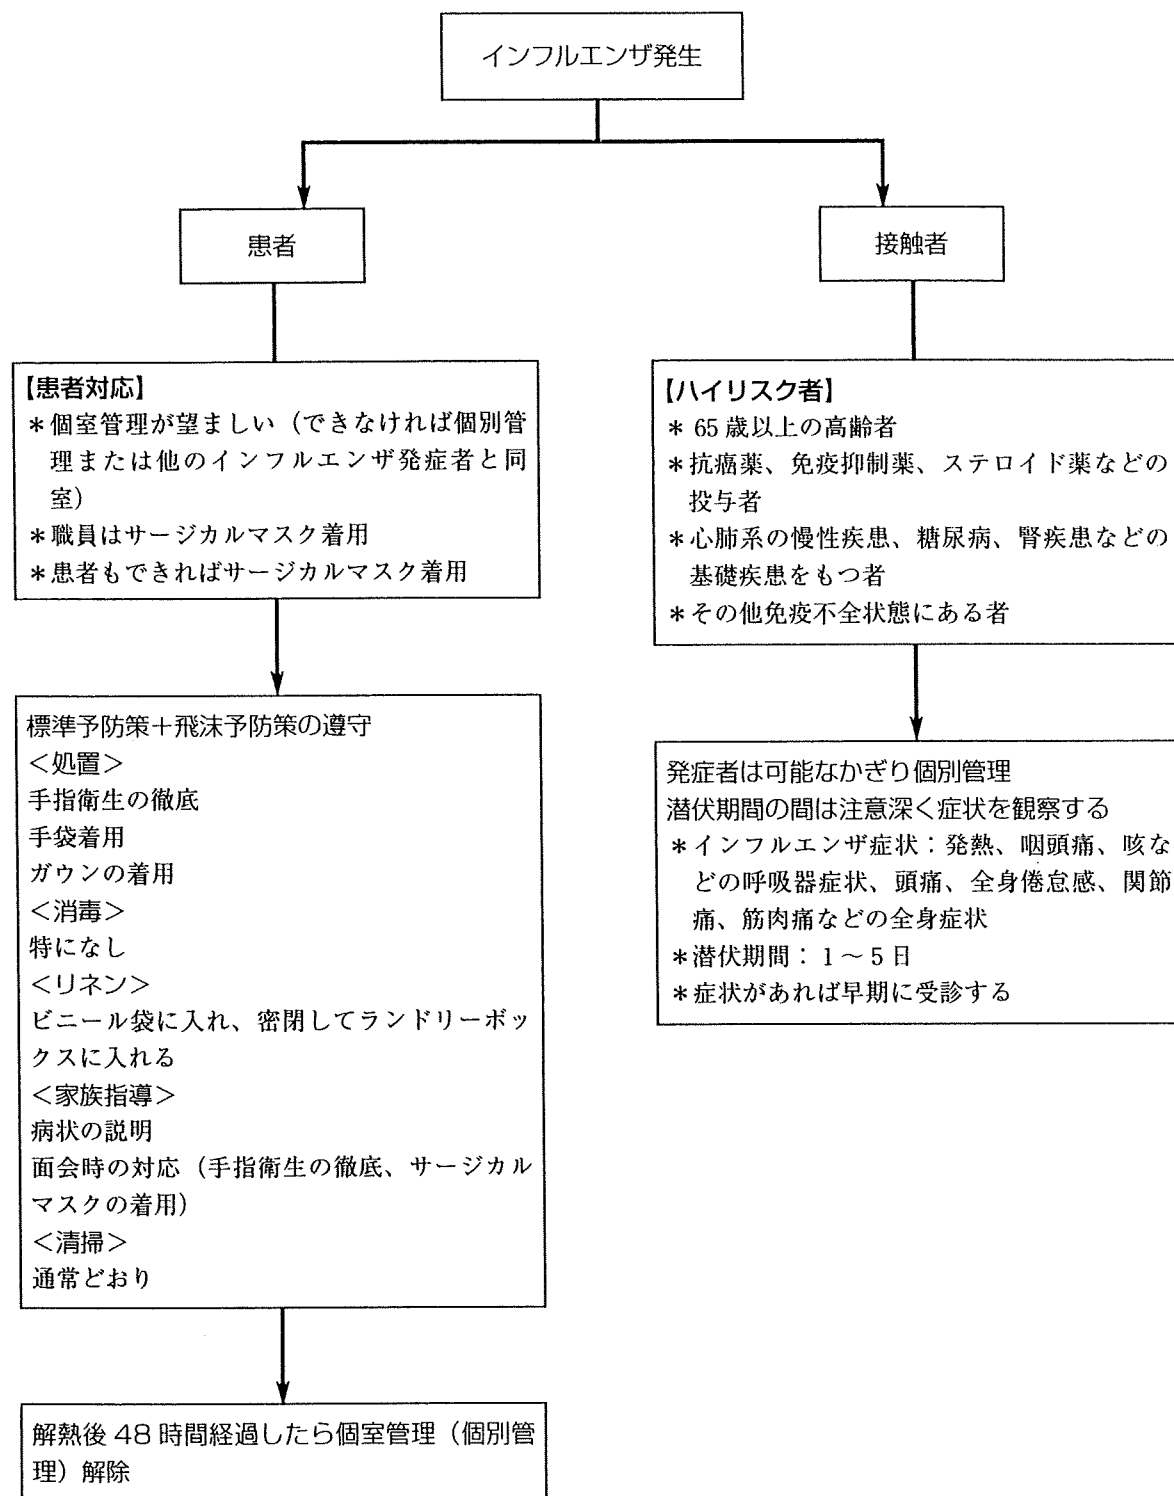 インフルエンザ発生
患者
接触者
【患者対応】
＊個室管理が望ましい（できなければ個別管
理または他のインフルエンザ発症者と同
室）
＊職員はサージカルマスク着用
＊患者もできればサージカルマスク着用
【ハイリスク者】
＊65歳以上の高齢者
＊抗癌薬、免疫抑制薬、ステロイド薬などの
投与者
＊心肺系の慢性疾患、糖尿病、腎疾患などの
基礎疾患をもつ者
＊その他免疫不全状態にある者
標準予防策＋飛沫予防策の遵守
＜処置＞
手指衛生の徹底
手袋着用
ガウンの着用
＜消毒＞
特になし
＜リネン＞
ビニール袋に入れ、密閉してランドリーボッ
クスに入れる
＜家族指導＞
病状の説明
面会時の対応（手指衛生の徹底、サージカル
マスクの着用）
＜清掃＞
通常どおり
発症者は可能なかぎり個別管理
潜伏期間の間は注意深く症状を観察する
＊インフルエンザ症状：発熱、咽頭痛、咳な
どの呼吸器症状、頭痛、全身倦怠感、関節
痛、筋肉痛などの全身症状
＊潜伏期間：1～5日
＊症状があれば早期に受診する
解熱後48時間経過したら個室管理（個別管
理）解除